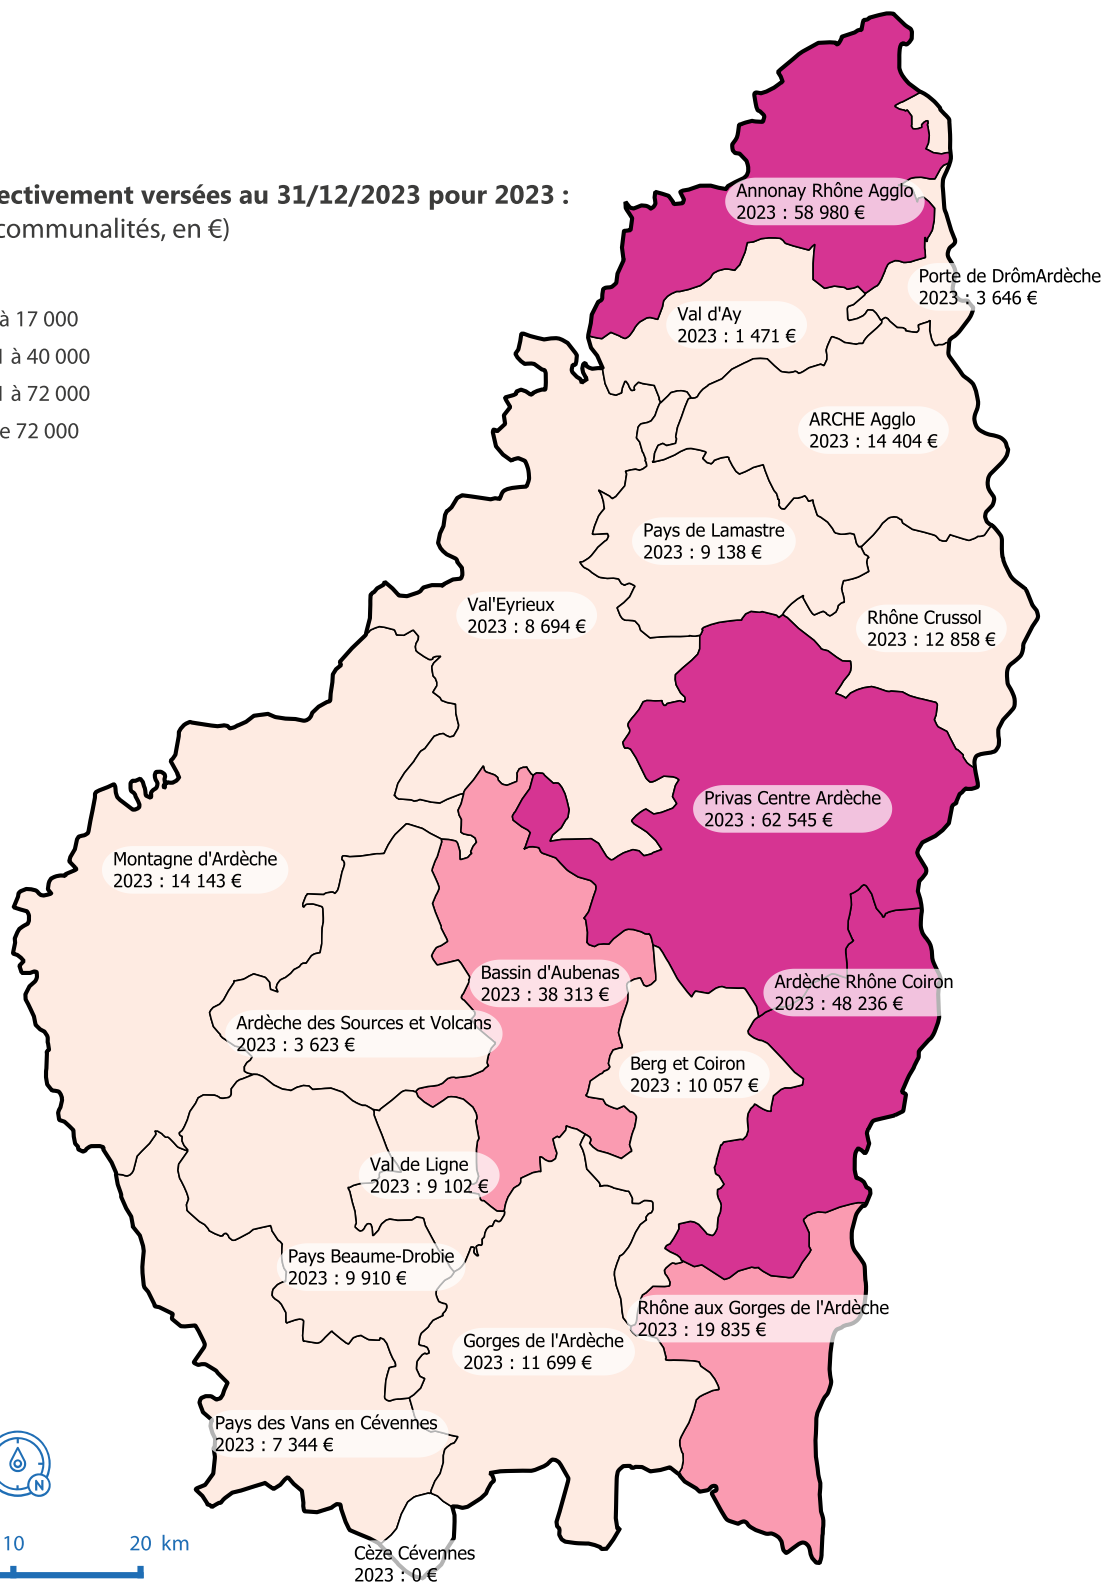 ectivement versées au 31/12/2023 pour 2023 :
communalités, en €)
à 17 000
1 à 40 000
1 à 72 000
e 72 000
Annonay Rhône Agglo
2023 : 58 980 €
Porte de DrômArdèche
2023 : 3 646 €
Val d'Ay
2023 : 1 471 €
ARCHE Agglo
2023 : 14 404 €
Pays de Lamastre
2023 : 9 138 €
Val'Eyrieux
2023 : 8 694 €
Rhône Crussol
2023 : 12 858 €
Privas Centre Ardèche
2023 : 62 545 €
Montagne d'Ardèche
2023 : 14 143 €
Bassin d'Aubenas
2023 : 38 313 €
Ardèche Rhône Coiron
2023 : 48 236 €
Ardèche des Sources et Volcans
2023 : 3 623 €
Berg et Coiron
2023 : 10 057 €
Val de Ligne
2023 : 9 102 €
Pays Beaume-Drobie
2023 : 9 910 €
Rhône aux Gorges de l'Ardèche
2023 : 19 835 €
Gorges de l'Ardèche
2023 : 11 699 €
Pays des Vans en Cévennes
2023 : 7 344 €
N
10 20 km
Cèze Cévennes
2023 : 0 €